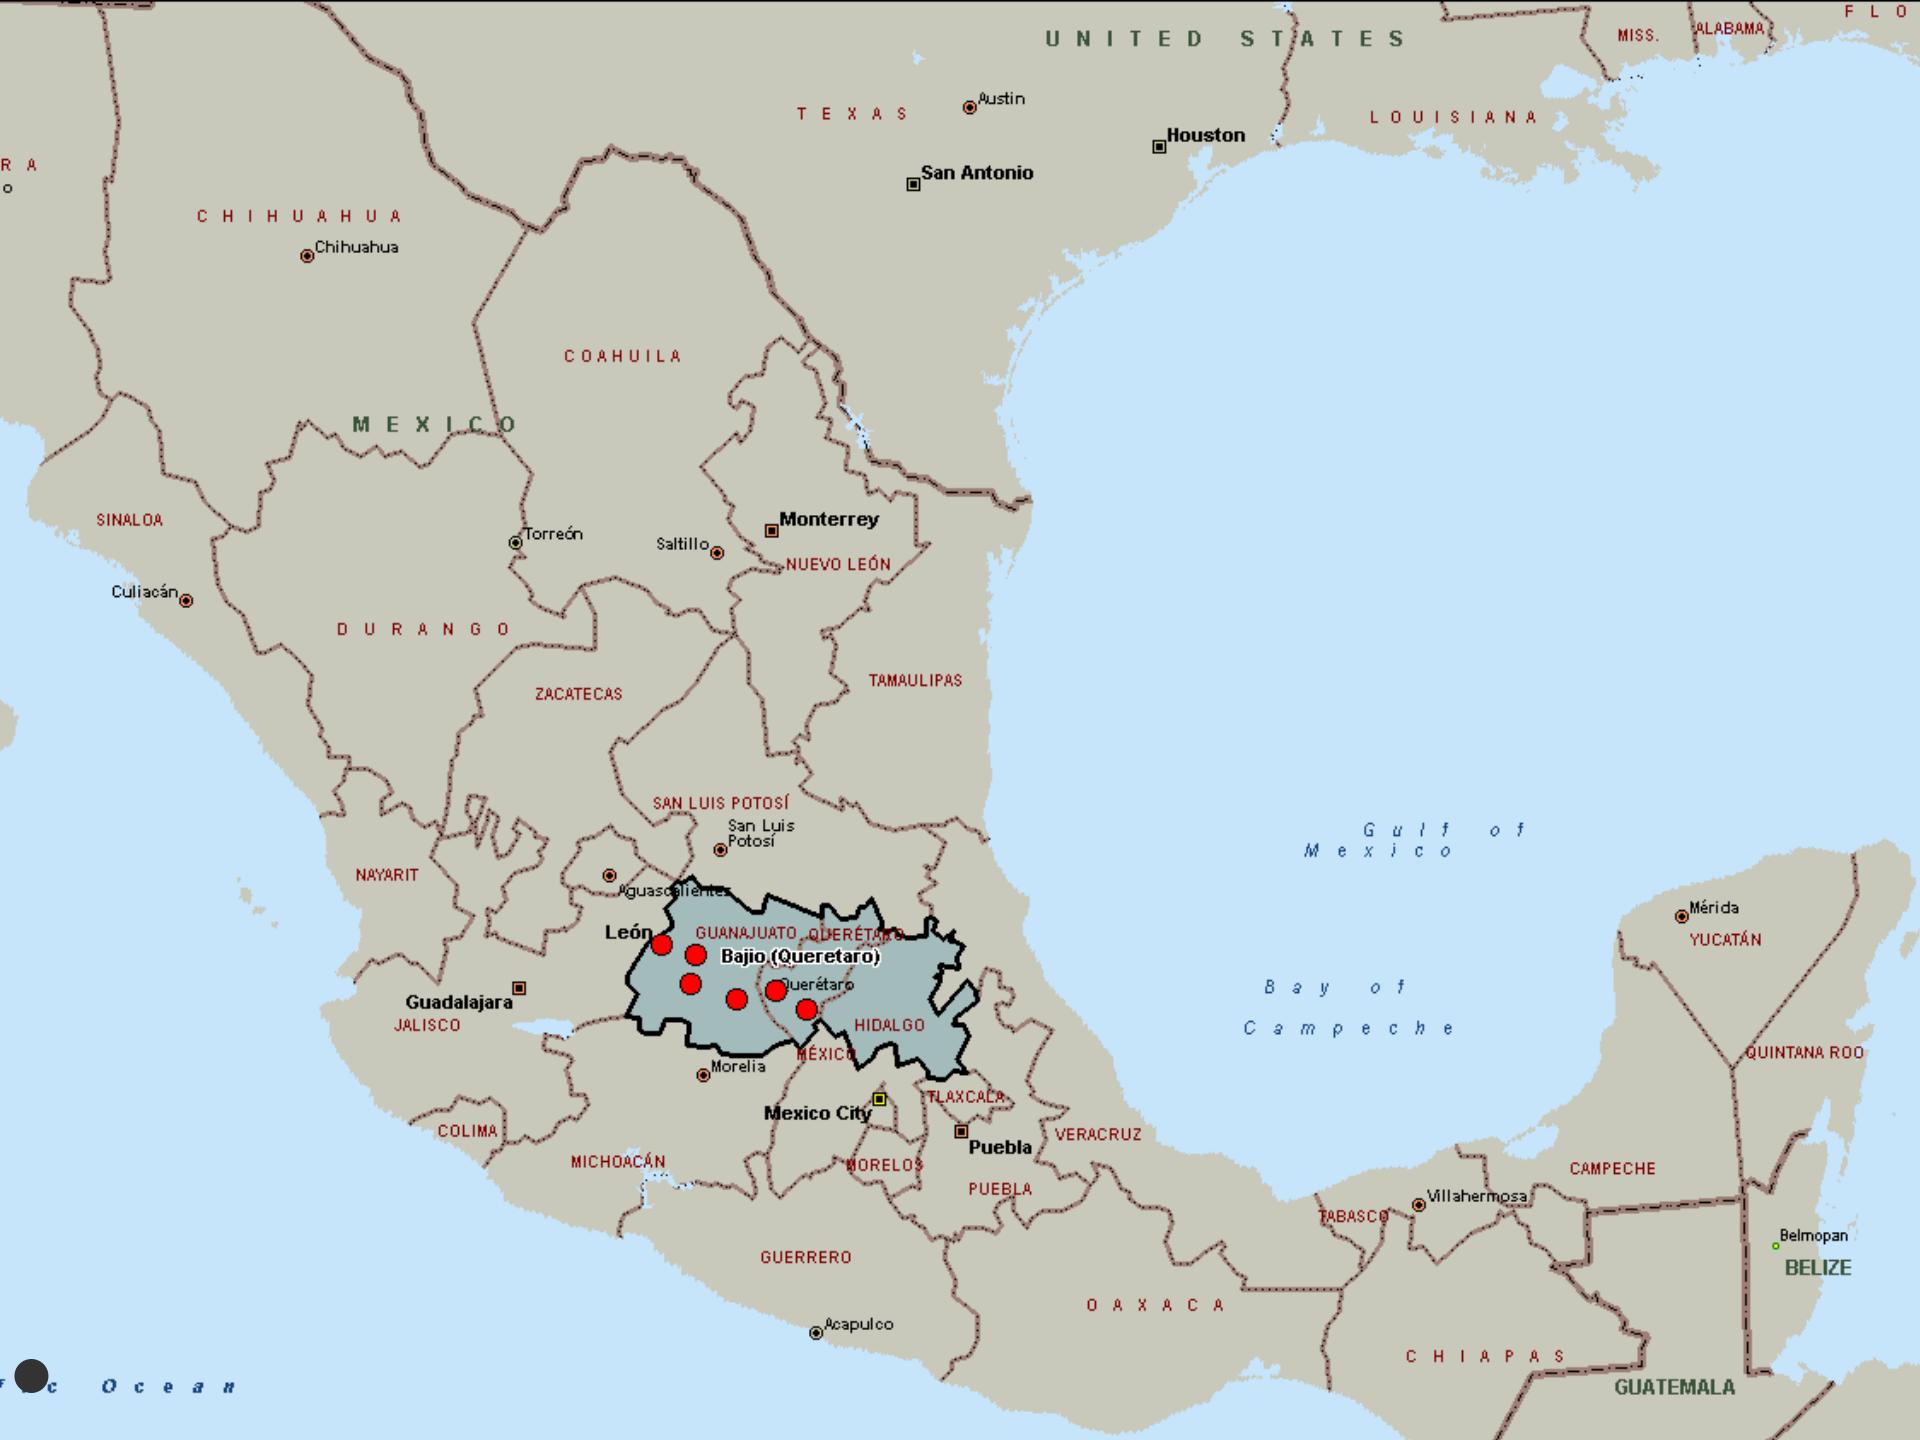 F L O
UNITED STATES
MISS.
ALABAMA
Austin
TEXAS
LOUISIANA
Houston
R A
San Antonio
CHIHUAHUA
Chihuahua
COAHUILA
MEXICO
SINALOA
Monterrey
Torreón
Saltillo
NUEVO LEÓN
Culiacán
DURANGO
TAMAULIPAS
ZACATECAS
SAN LUIS POTOSÍ
San Luis
Potosí
Gulf of
Mexico
NAYARIT
Aguascalientes
Mérida
León
GUANAJUATO
QUERÉTARO
YUCATÁN
Bajio (Queretaro)
Querétaro
Bay of
Campeche
Guadalajara
JALISCO
HIDALGO
MÉXICO
QUINTANA ROO
Morelia
TLAXCALA
Mexico City
COLIMA
VERACRUZ
Puebla
MICHOACÁN
MORELOS
CAMPECHE
PUEBLA
Villahermosa
TABASCO
Belmopan
GUERRERO
BELIZE
OAXACA
Acapulco
CHIAPAS
c Ocean
GUATEMALA